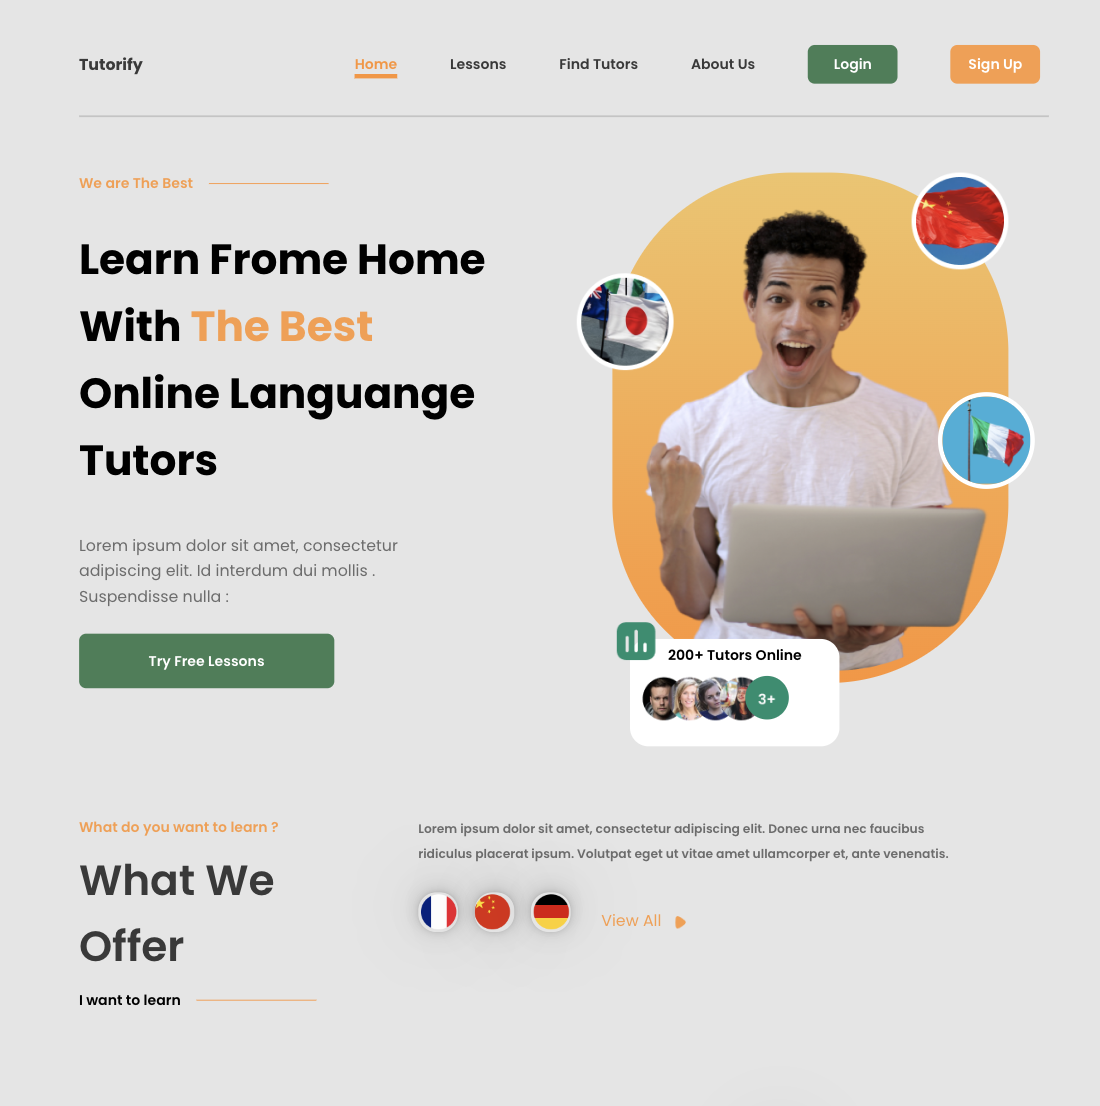 Tutorify
Home
Lessons
Find Tutors
About Us
Login
Sign Up
We are The Best
Learn Frome Home
With The Best
Online Languange
Tutors
Lorem ipsum dolor sit amet, consectetur
adipiscing elit. Id interdum dui mollis .
Suspendisse nulla :
Try Free Lessons
200+ Tutors Online
3+
What do you want to learn ?
What We
Offer
I want to learn
Lorem ipsum dolor sit amet, consectetur adipiscing elit. Donec urna nec faucibus
ridiculus placerat ipsum. Volutpat eget ut vitae amet ullamcorper et, ante venenatis.
View All